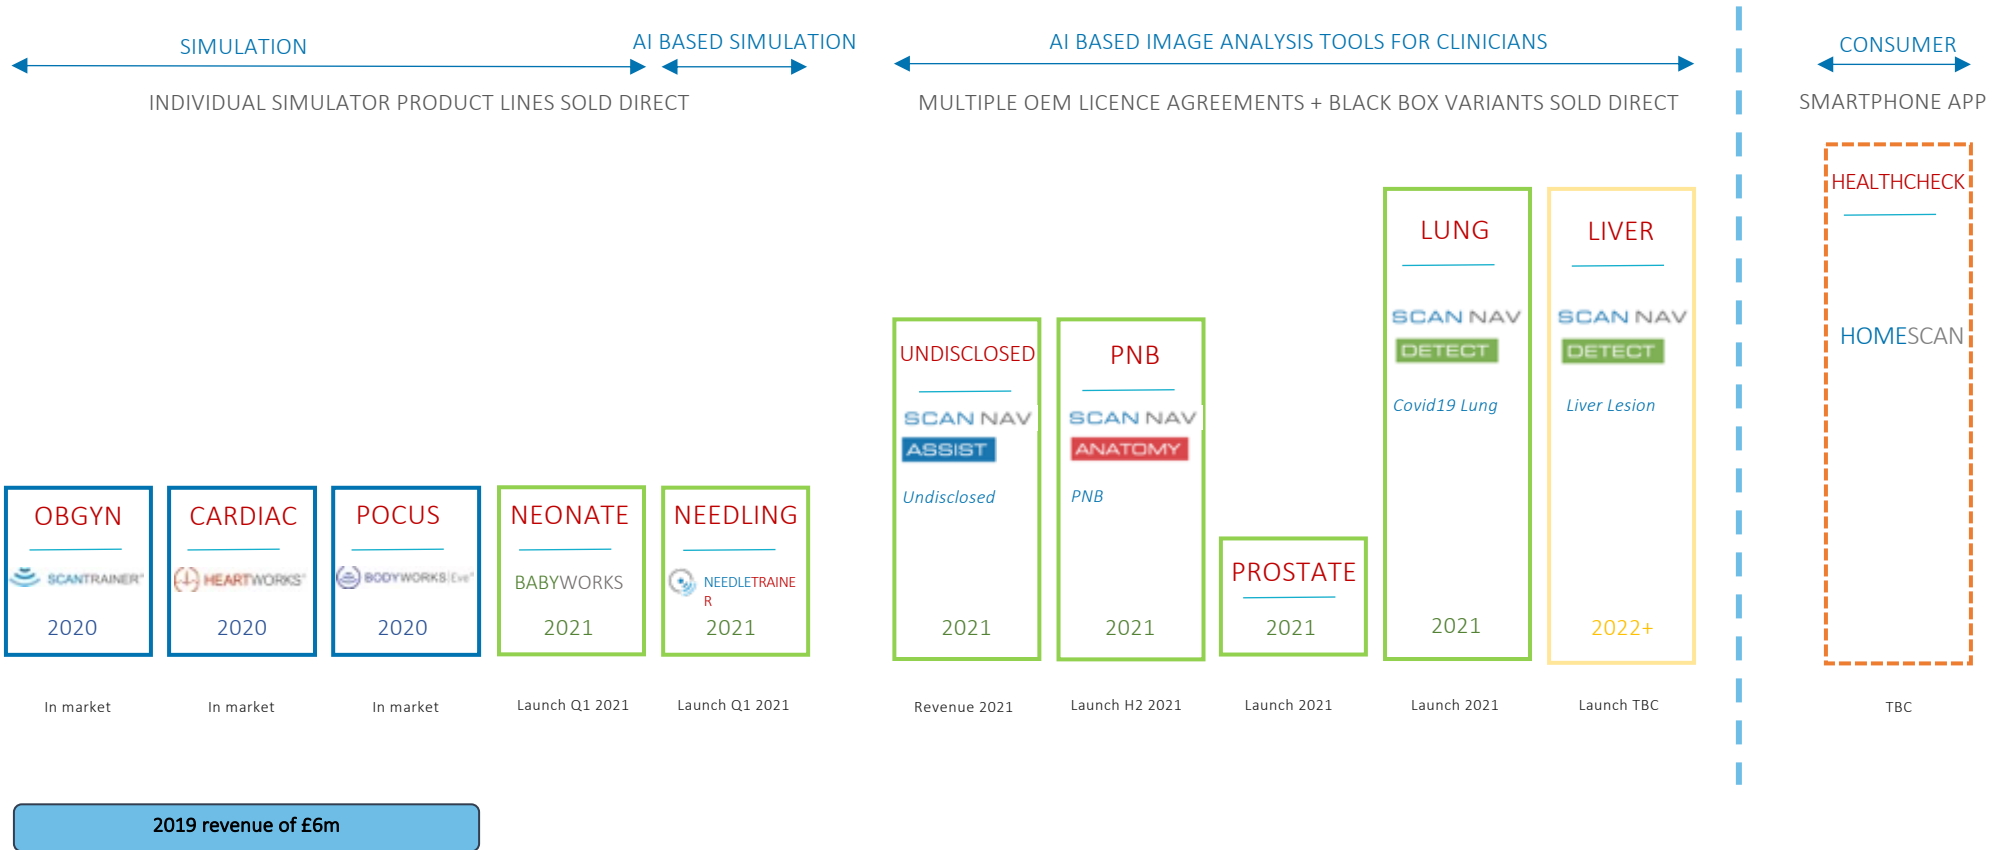 SIMULATION
AI BASED SIMULATION
AI BASED IMAGE ANALYSIS TOOLS FOR CLINICIANS
CONSUMER
INDIVIDUAL SIMULATOR PRODUCT LINES SOLD DIRECT
MULTIPLE OEM LICENCE AGREEMENTS + BLACK BOX VARIANTS SOLD DIRECT
SMARTPHONE APP
OBGYN
SCANTRAINER®
2020
In market
CARDIAC
HEARTWORKS®
2020
In market
POCUS
BODYWORKS|Eve®
2020
In market
NEONATE
BABYWORKS
2021
Launch Q1 2021
NEEDLING
NEEDLETRAINE
R
2021
Launch Q1 2021
UNDISCLOSED
SCAN NAV
ASSIST
Undisclosed
2021
Revenue 2021
PNB
SCAN NAV
ANATOMY
PNB
2021
Launch H2 2021
PROSTATE
2021
Launch 2021
LUNG
SCAN NAV
DETECT
Covid19 Lung
2021
Launch 2021
LIVER
SCAN NAV
DETECT
Liver Lesion
2022+
Launch TBC
HEALTHCHECK
HOMESCAN
TBC
2019 revenue of £6m